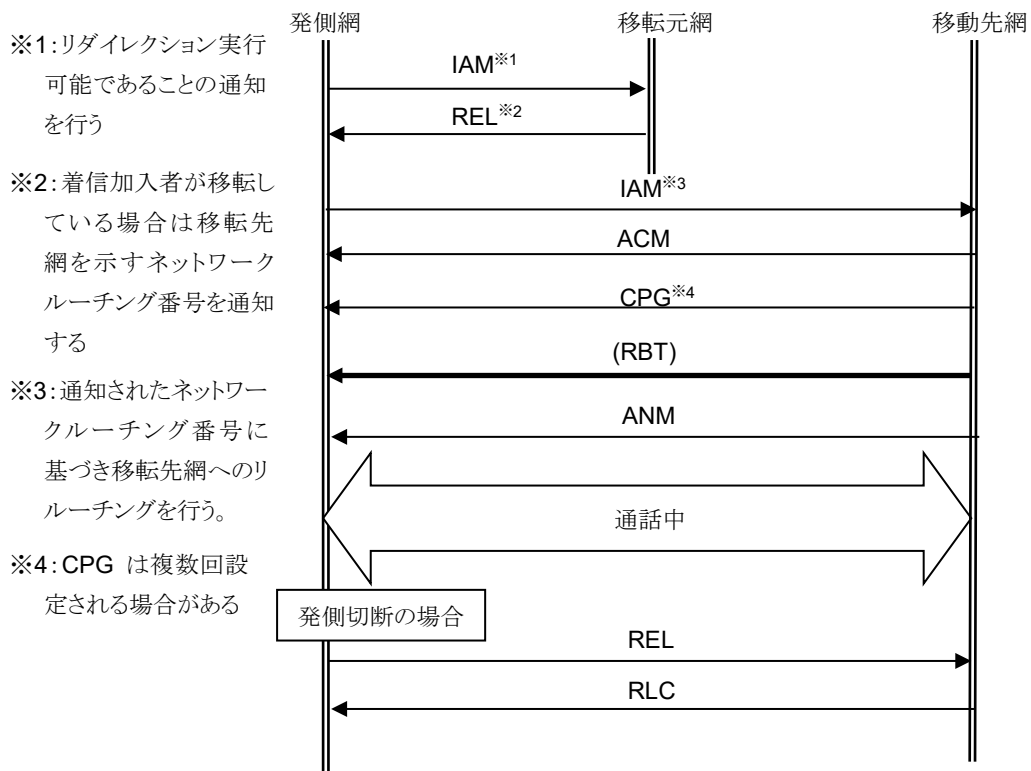 発側網
移転元網
移動先網
※1:リダイレクション実行
可能であることの通知
を行う
※2:着信加入者が移転し
ている場合は移転先
網を示すネットワーク
ルーチング番号を通知
する
※3:通知されたネットワー
クルーチング番号に
基づき移転先網へのリ
ルーチングを行う。
※4:CPG は複数回設
定される場合がある
IAM※1
REL※2
IAM※3
ACM
CPG※4
(RBT)
ANM
通話中
発側切断の場合
REL
RLC